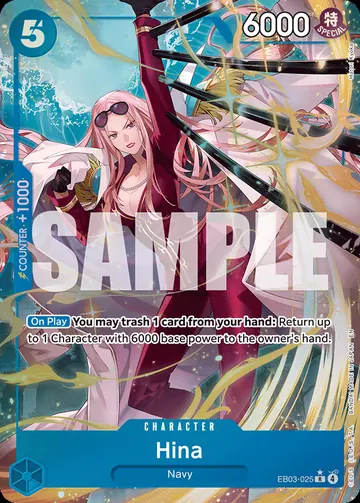 5
6000
特
SPECIAL
COUNTER +1000
SAMPLE
On Play You may trash 1 card from your hand: Return up
to 1 Character with 6000 base power to the owner's hand.
CHARACTER
Hina
Navy
EB03-025 R 4